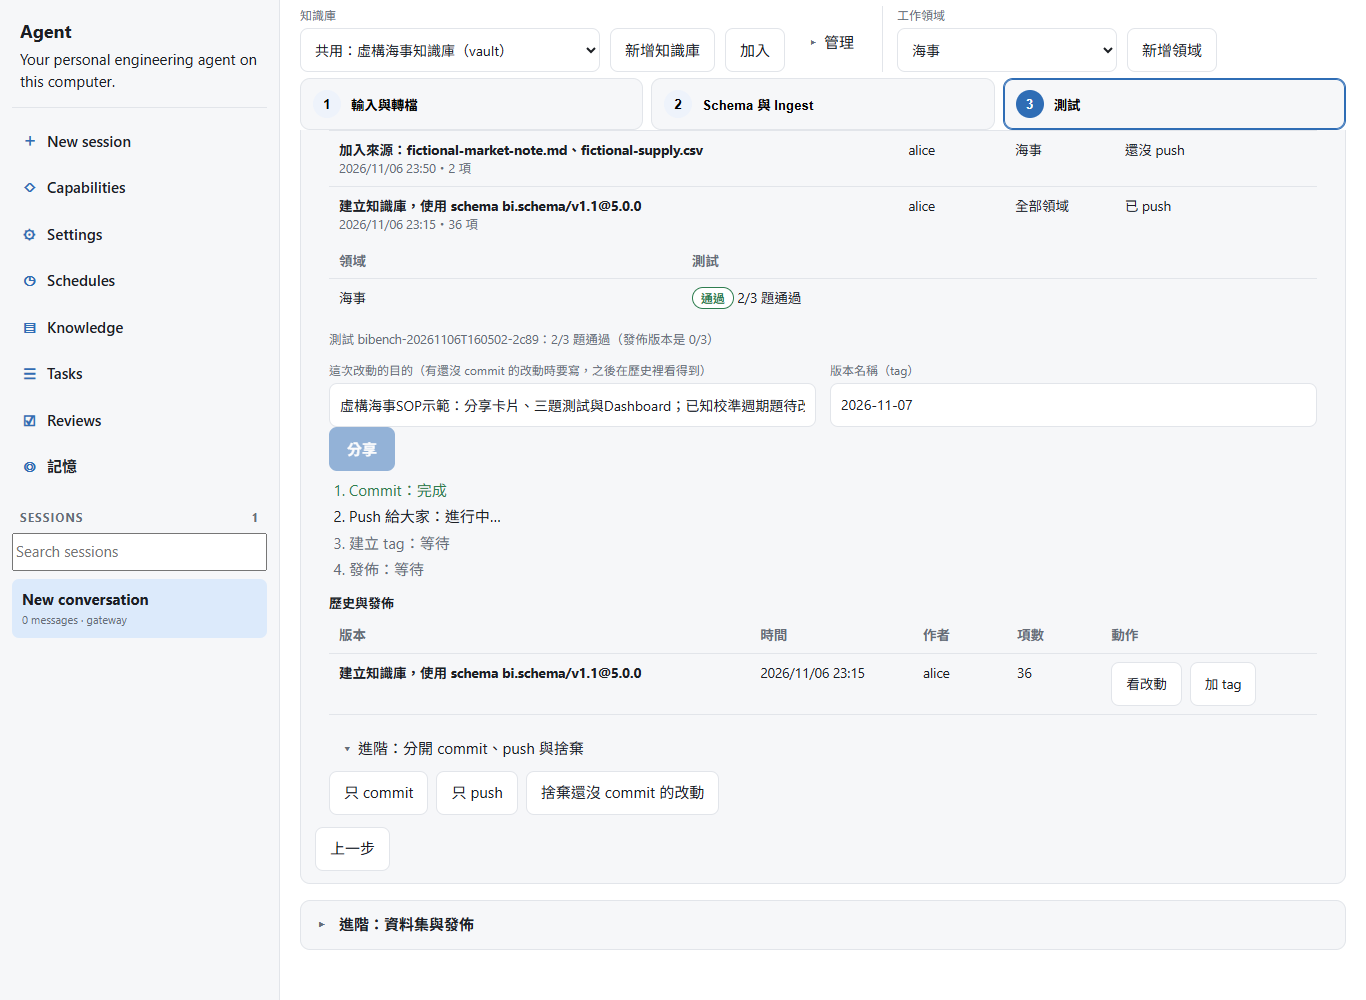 Agent
Your personal engineering agent on
this computer.
New session
Capabilities
Settings
Schedules
Knowledge
Tasks
Reviews
記憶
SESSIONS 1
Search sessions
New conversation
0 messages · gateway
知識庫
共用：虛構海事知識庫（vault）
新增知識庫
加入
管理
工作領域
海事
新增領域
1 輸入與轉檔
2 Schema 與 Ingest
3 測試
加入來源：fictional-market-note.md、fictional-supply.csv alice 海事 還沒 push
2026/11/06 23:50・2 項
建立知識庫，使用 schema bi.schema/v1.1@5.0.0 alice 全部領域 已 push
2026/11/06 23:15・36 項
領域 測試
海事 通過 2/3 題通過
測試 bibench-20261106T160502-2c89：2/3 題通過（發佈版本是 0/3）
這次改動的目的（有還沒 commit 的改動時要寫，之後在歷史裡看得到）
版本名稱（tag）
虛構海事SOP示範：分享卡片、三題測試與Dashboard；已知校準週期題待改
2026-11-07
分享
1. Commit：完成
2. Push 給大家：進行中...
3. 建立 tag：等待
4. 發佈：等待
歷史與發佈
版本 時間 作者 項數 動作
建立知識庫，使用 schema bi.schema/v1.1@5.0.0 2026/11/06 23:15 alice 36 看改動 加 tag
進階：分開 commit、push 與捨棄
只 commit
只 push
捨棄還沒 commit 的改動
上一步
進階：資料集與發佈